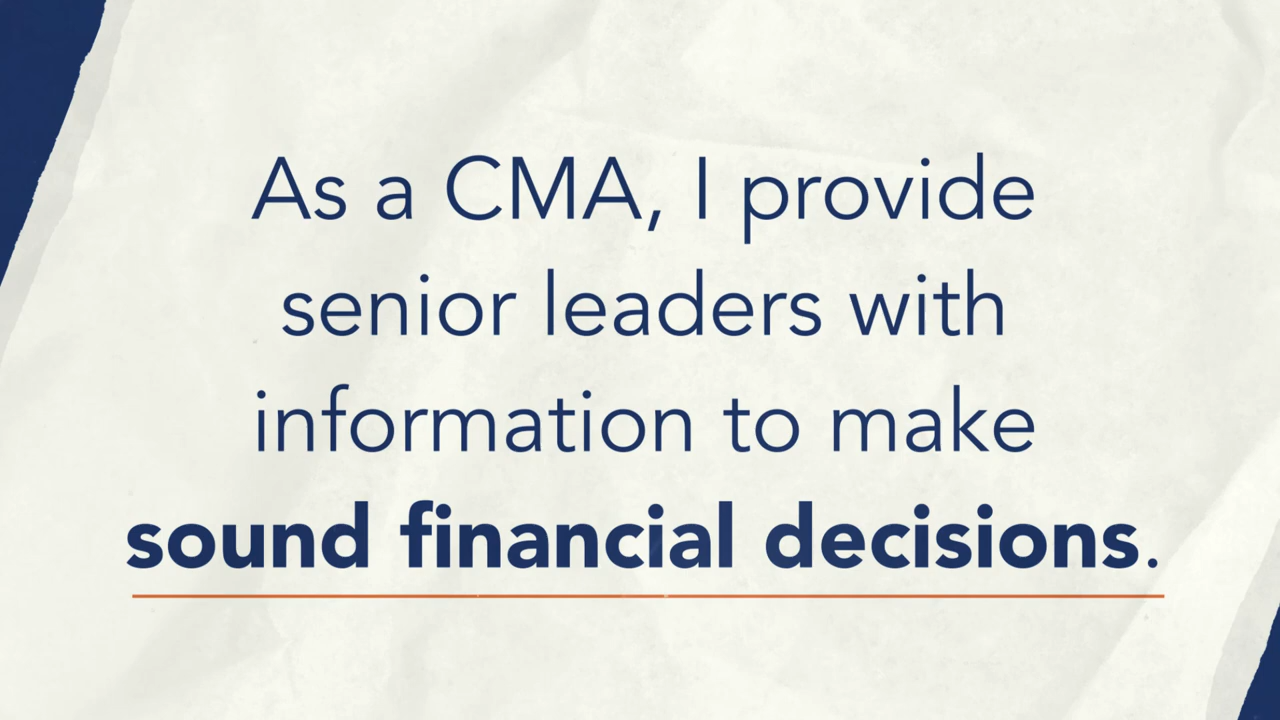 As a CMA, I provide
senior leaders with
information to make
sound financial decisions.